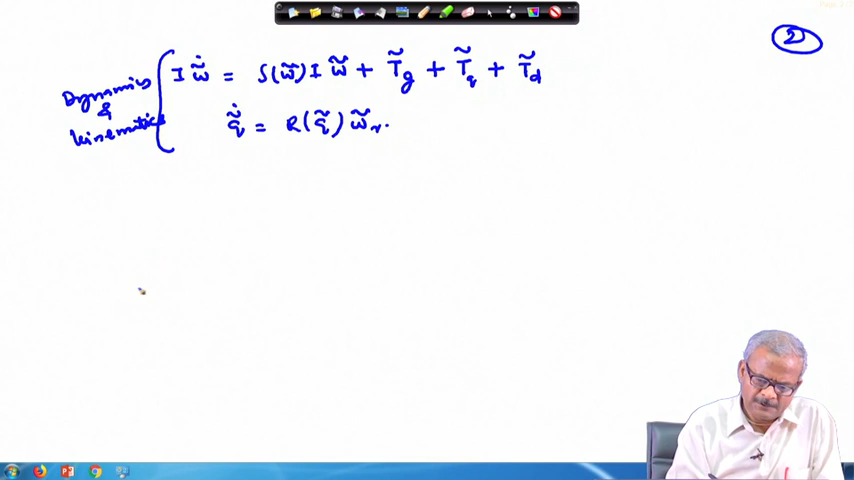 2
I ω̃̇ = S(ω̃) I ω̃ + T̃g + T̃q + T̃d
Dynamics
&
kinematics
q̃̇ = R(q̃) ω̃r.